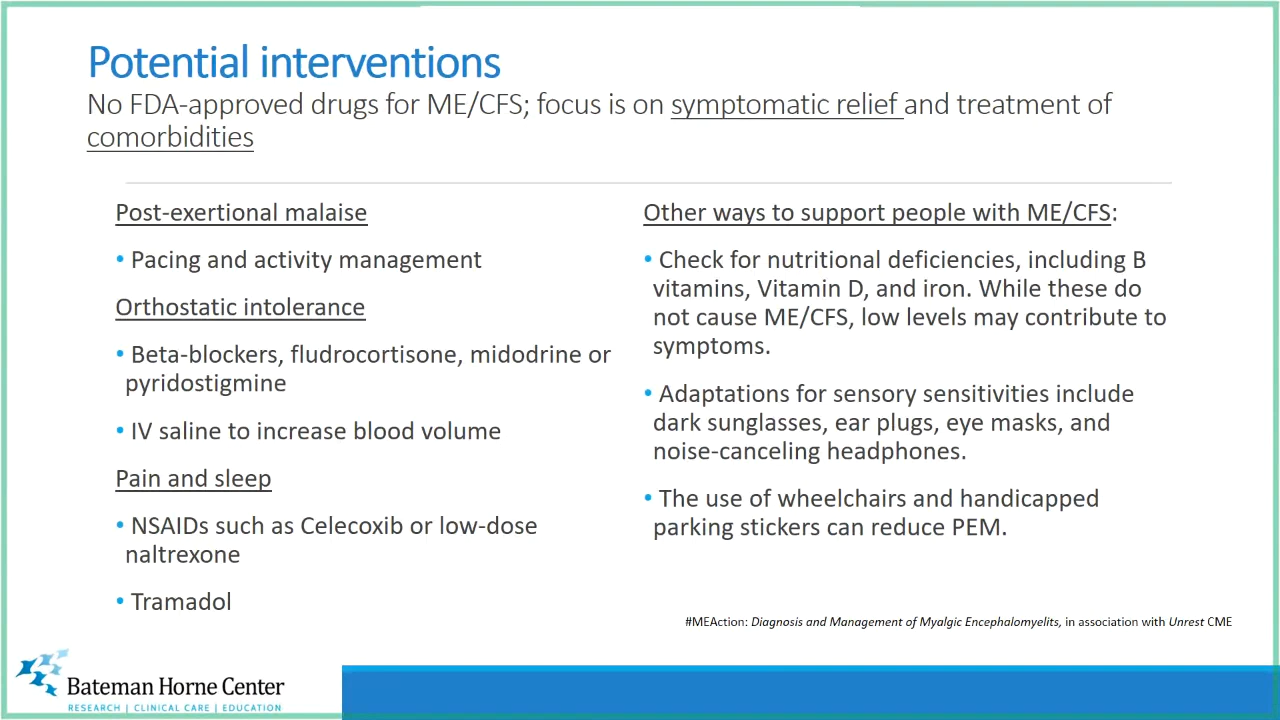 Potential interventions
No FDA-approved drugs for ME/CFS; focus is on symptomatic relief and treatment of
comorbidities
Post-exertional malaise
• Pacing and activity management
Orthostatic intolerance
• Beta-blockers, fludrocortisone, midodrine or
pyridostigmine
• IV saline to increase blood volume
Pain and sleep
• NSAIDs such as Celecoxib or low-dose
naltrexone
• Tramadol
Other ways to support people with ME/CFS:
• Check for nutritional deficiencies, including B
vitamins, Vitamin D, and iron. While these do
not cause ME/CFS, low levels may contribute to
symptoms.
• Adaptations for sensory sensitivities include
dark sunglasses, ear plugs, eye masks, and
noise-canceling headphones.
• The use of wheelchairs and handicapped
parking stickers can reduce PEM.
#MEAction: Diagnosis and Management of Myalgic Encephalomyelits, in association with Unrest CME
Bateman Horne Center
RESEARCH | CLINICAL CARE | EDUCATION